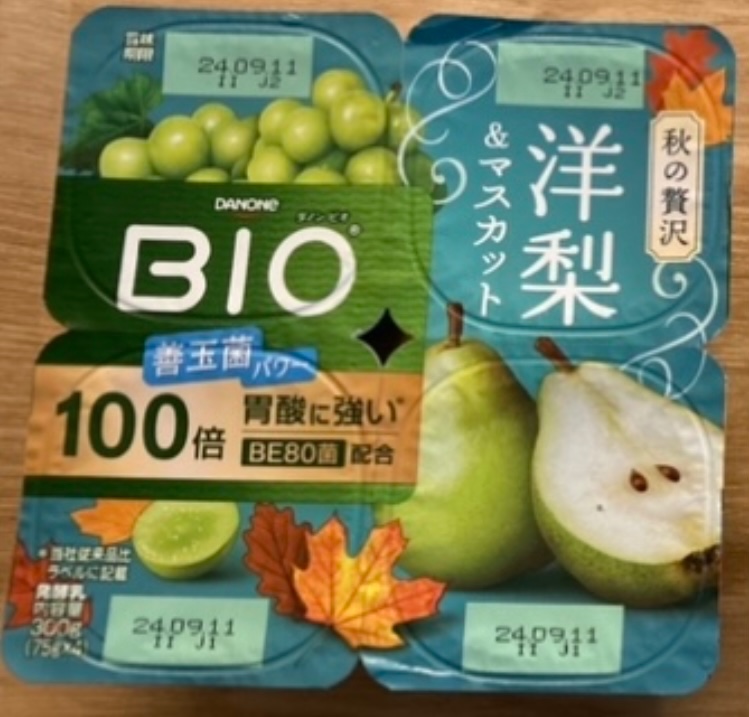 賞味
期限
24.09.11
II J2
24.09.11
II J2
秋の贅沢
洋梨
&マスカット
DANONE
ダノンビオ
BIO®
善玉菌パワー
100倍
胃酸に強い*
BE80菌 配合
*当社従来品比
ラベルに記載
発酵乳
内容量
300g
(75g×4)
24.09.11
II J1
24.09.11
II J1